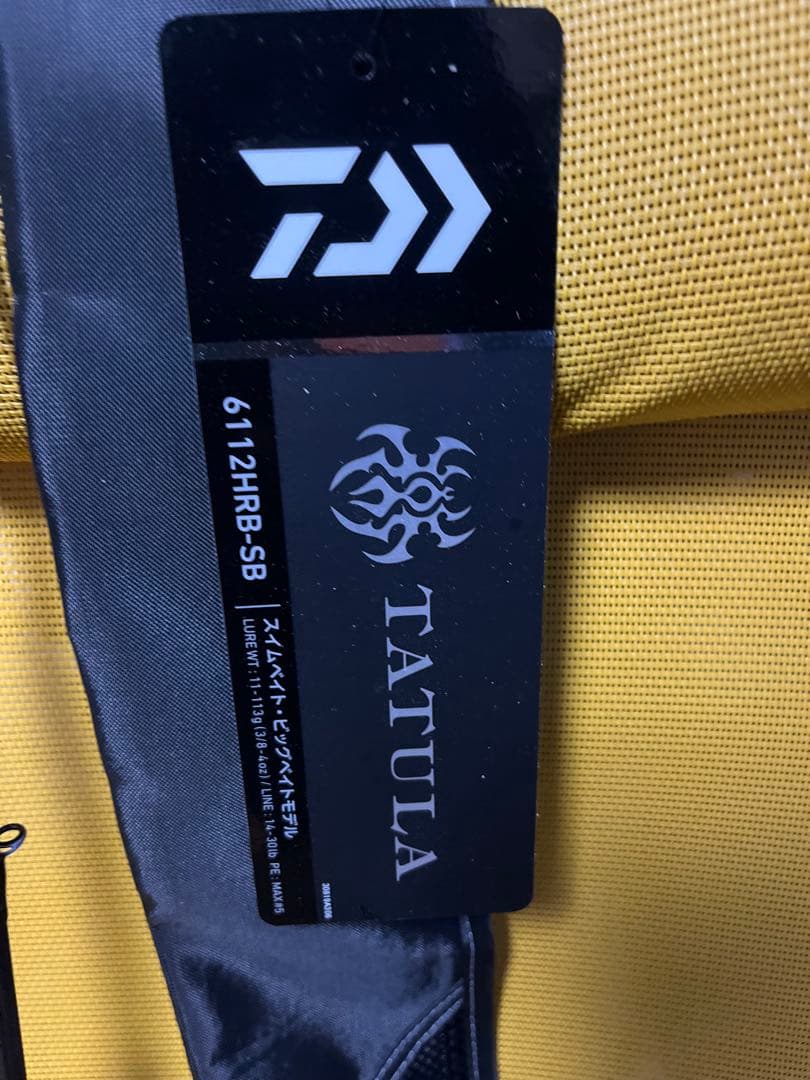 TATULA
6112HRB-SB
スイムベイト・ビッグベイトモデル
LURE WT : 11-113g (3/8-4oz) / LINE : 14-30lb PE : MAX#5